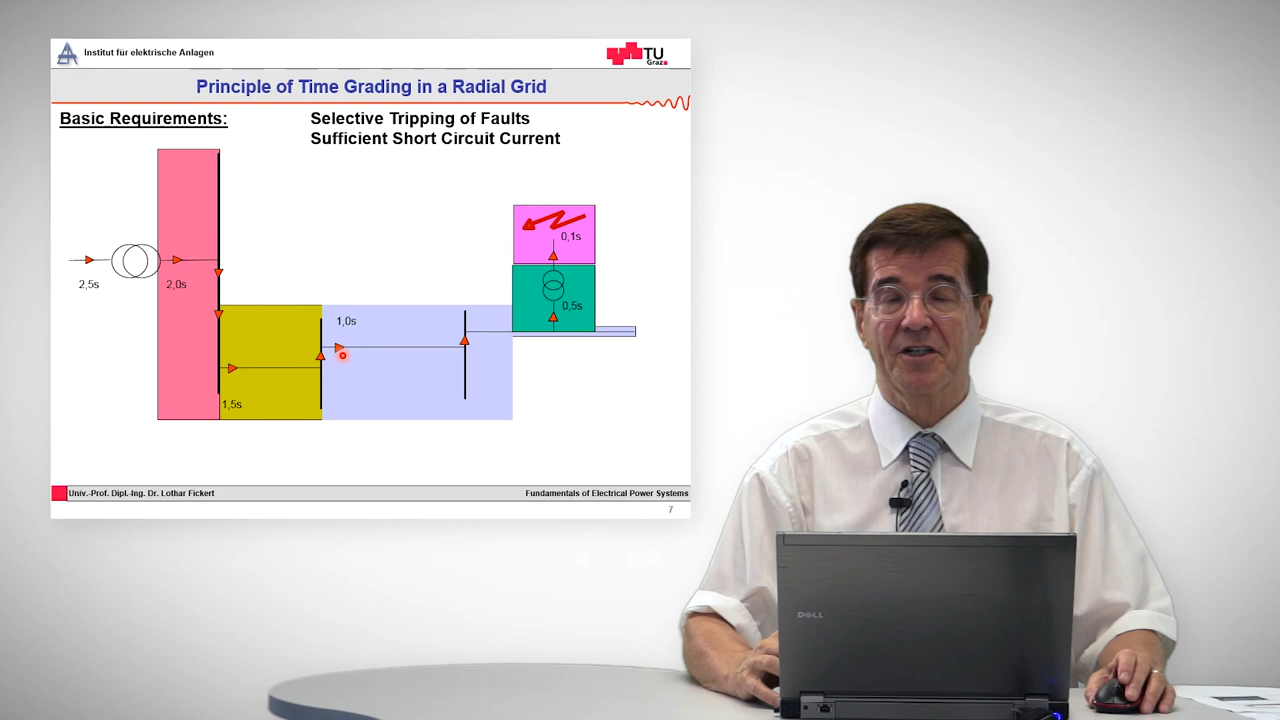 Institut für elektrische Anlagen
TU
Graz
Principle of Time Grading in a Radial Grid
Basic Requirements:
Selective Tripping of Faults
Sufficient Short Circuit Current
0,1s
2,5s
2,0s
0,5s
1,0s
1,5s
Univ.-Prof. Dipl.-Ing. Dr. Lothar Fickert
Fundamentals of Electrical Power Systems
7
DELL